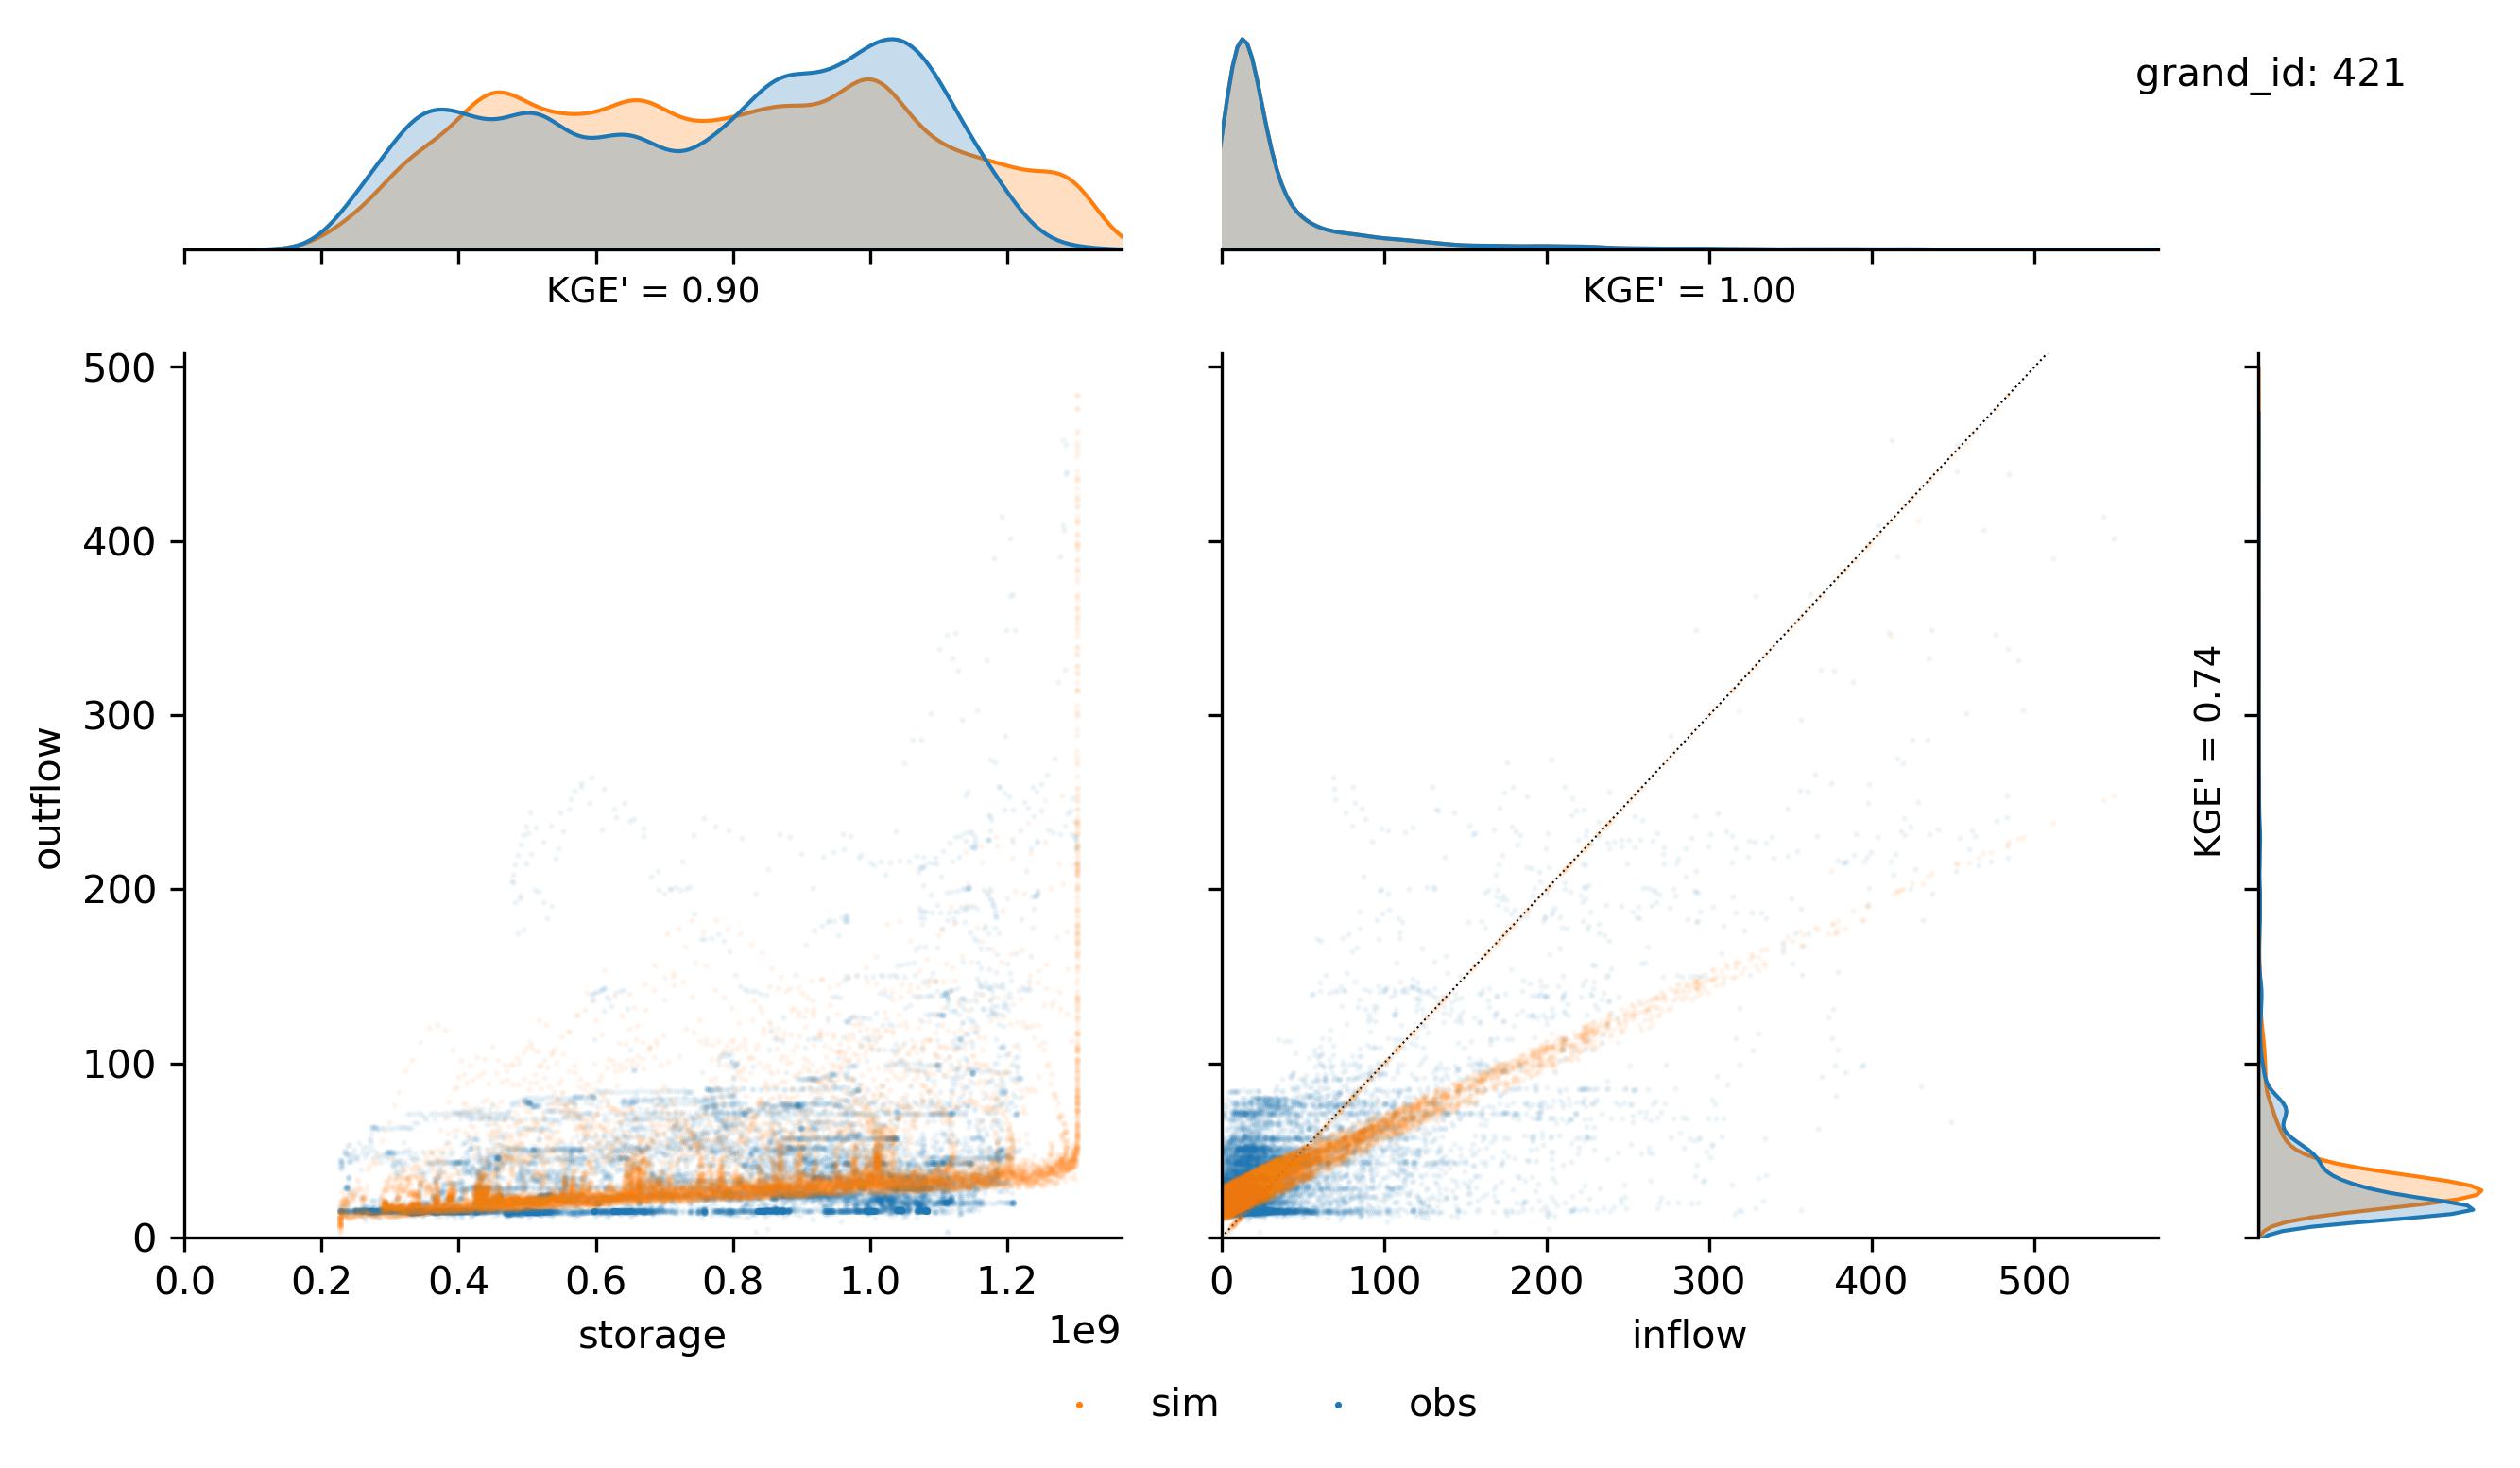 grand_id: 421
KGE' = 0.90
KGE' = 1.00
500
400
300
200
100
0
outflow
KGE' = 0.74
0.0 0.2 0.4 0.6 0.8 1.0 1.2
1e9
storage
0 100 200 300 400 500
inflow
sim obs